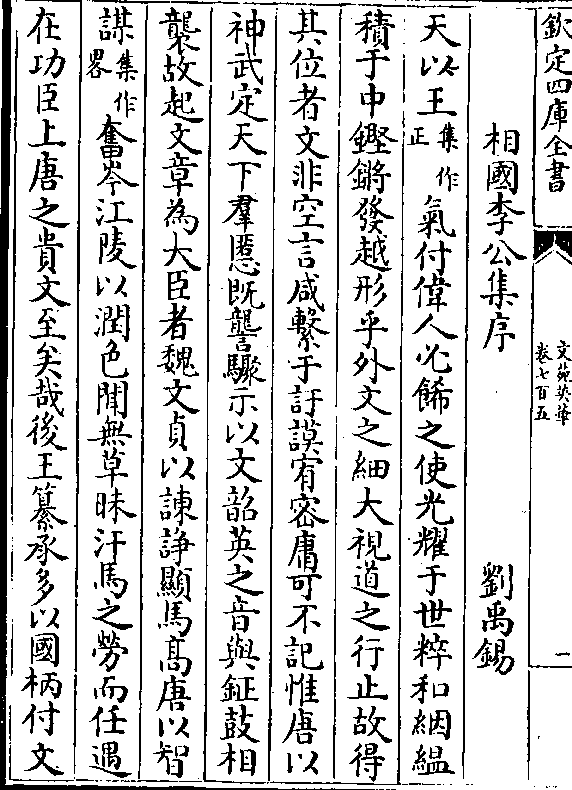 欽定四庫全書
文苑英華
卷七百五
一
相國李公集序
劉禹錫
天以王集作正氣付偉人必飾之使光耀于世粹和絪緼
積于中鏗鏘發越形乎外文之細大視道之行止故得
其位者文非空言咸繫于訏謨宥密庸可不記惟唐以
神武定天下羣慝既讋驟示以文韶英之音與鉦鼓相
襲故起文章為大臣者魏文貞以諫諍顯馬髙唐以智
謀集作畧奮岑江陵以潤色聞無草昧汗馬之勞而任遇
在功臣上唐之貴文至矣哉後王纂承多以國柄付文